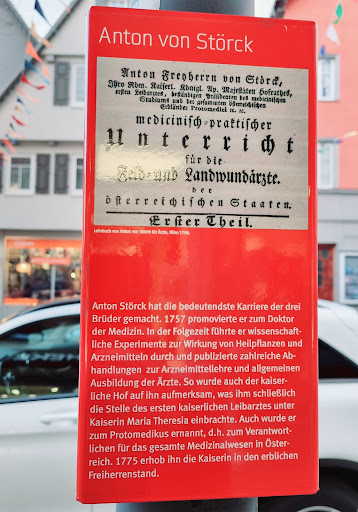 Anton von Störck
Anton Freyherrn von Störck,
Ihro Röm. Kaiserl. Königl. Ap. Majestäten Hofrathes,
ersten Leibarztes, beständigen Präsidenten des medicinischen
Studiums und der gesammten österreichischen
Erblände Protomedici ꝛc. ꝛc.
medicinisch-praktischer
Unterricht
für die
Feld- und Landwundärzte.
der
österreichischen Staaten.
Erster Theil.
Lehrbuch von Anton von Störck für Ärzte, Wien 1789.
Anton Störck hat die bedeutendste Karriere der drei
Brüder gemacht. 1757 promovierte er zum Doktor
der Medizin. In der Folgezeit führte er wissenschaft-
liche Experimente zur Wirkung von Heilpflanzen und
Arzneimitteln durch und publizierte zahlreiche Ab-
handlungen zur Arzneimittellehre und allgemeinen
Ausbildung der Ärzte. So wurde auch der kaiser-
liche Hof auf ihn aufmerksam, was ihm schließlich
die Stelle des ersten kaiserlichen Leibarztes unter
Kaiserin Maria Theresia einbrachte. Auch wurde er
zum Protomedikus ernannt, d.h. zum Verantwort-
lichen für das gesamte Medizinalwesen in Öster-
reich. 1775 erhob ihn die Kaiserin in den erblichen
Freiherrenstand.